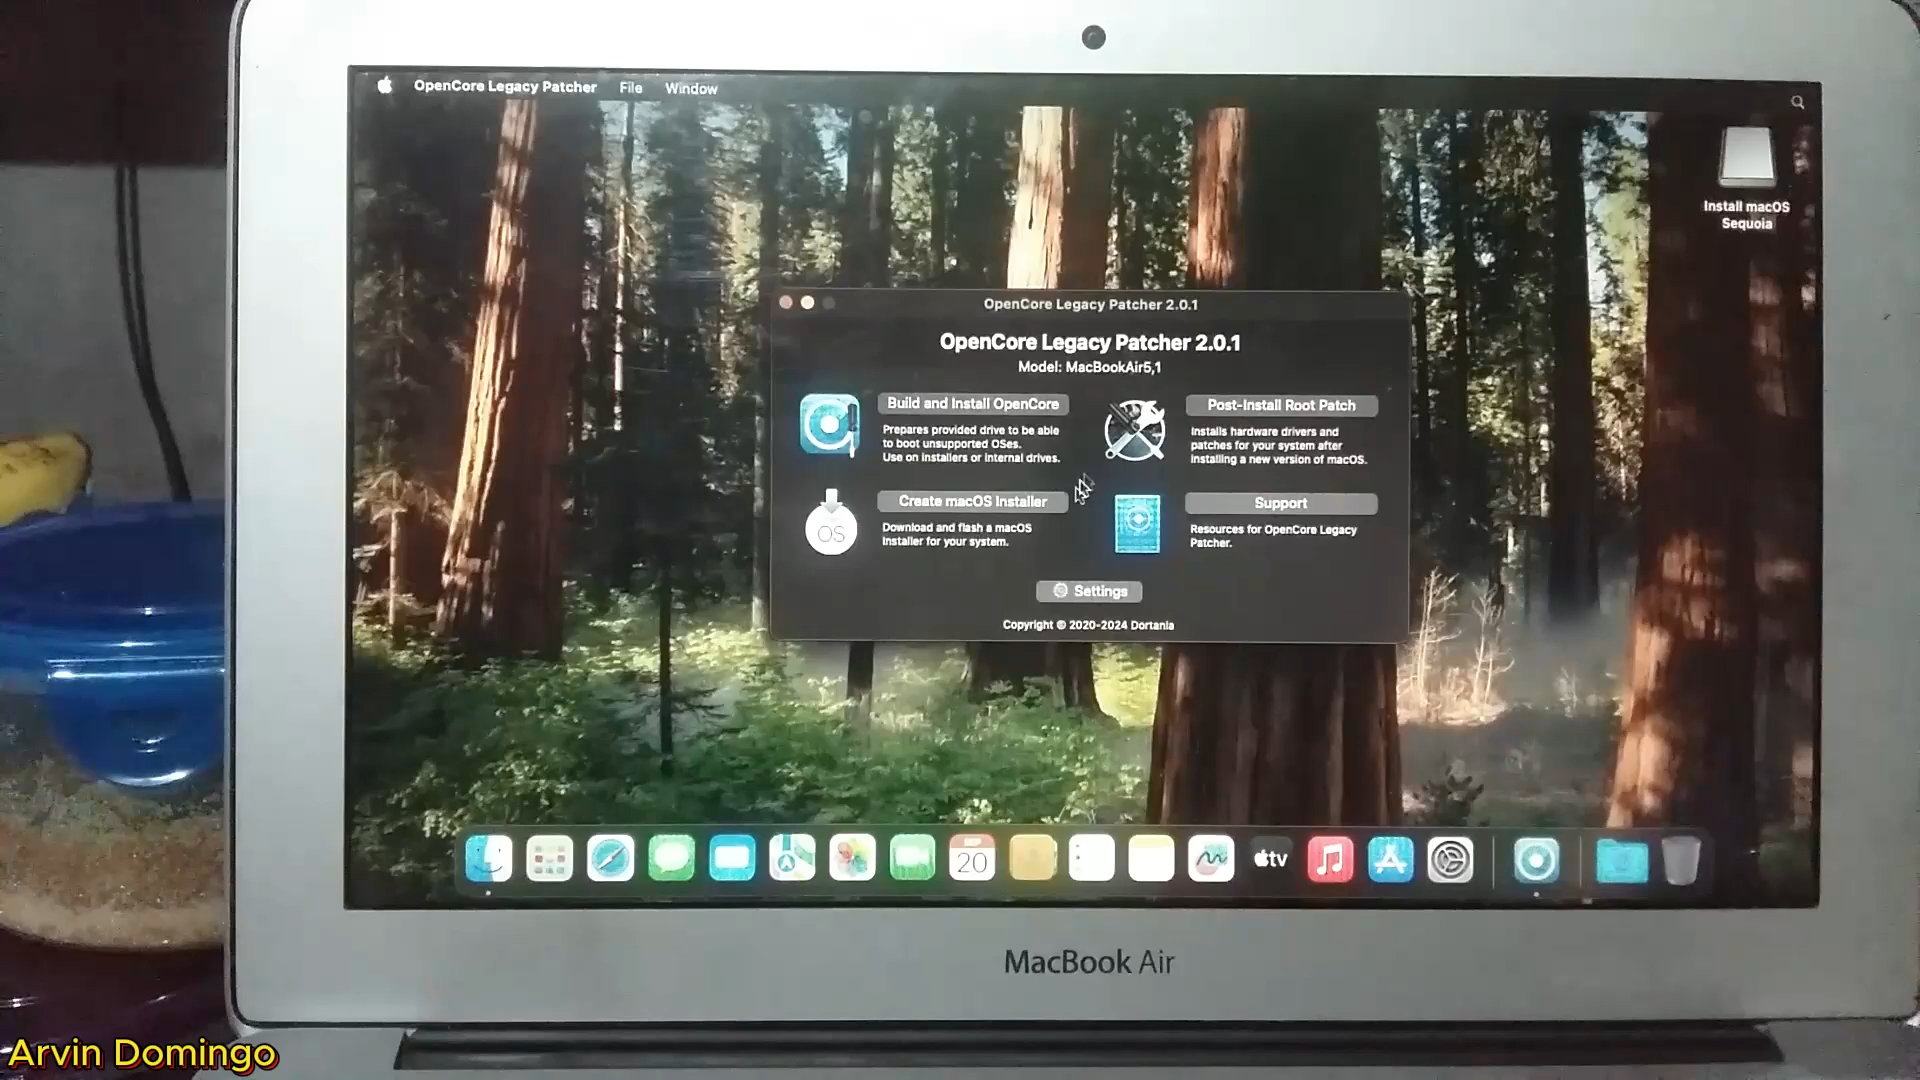 OpenCore Legacy Patcher File Window
Install macOS
Sequoia
OpenCore Legacy Patcher 2.0.1
OpenCore Legacy Patcher 2.0.1
Model: MacBookAir5,1
Build and Install OpenCore
Prepares provided drive to be able
to boot unsupported OSes.
Use on installers or internal drives.
Post-Install Root Patch
Installs hardware drivers and
patches for your system after
installing a new version of macOS.
OS
Create macOS Installer
Download and flash a macOS
Installer for your system.
Support
Resources for OpenCore Legacy
Patcher.
Settings
Copyright © 2020-2024 Dortania
SEP
20
tv
MacBook Air
Arvin Domingo